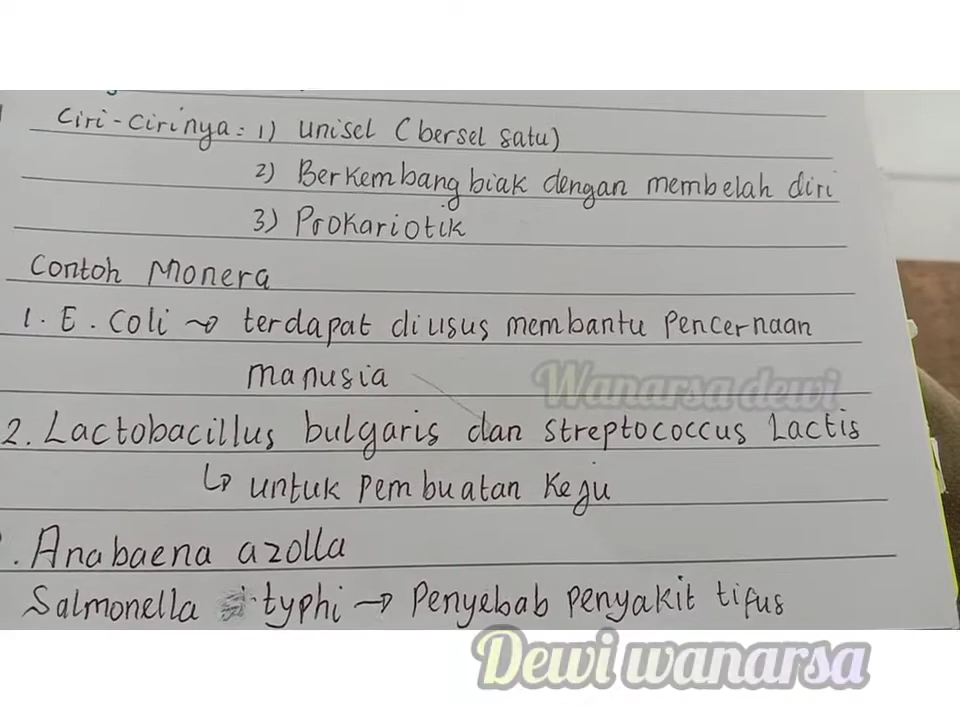 Ciri-cirinya: 1) Unisel (bersel satu)
2) Berkembang biak dengan membelah diri
3) Prokariotik
Contoh Monera
1. E. Coli → terdapat diusus membantu Pencernaan
manusia
Wanarsa dewi
2. Lactobacillus bulgaris dan Streptococcus Lactis
↳ untuk Pembuatan Keju
. Anabaena azolla
Salmonella typhi → Penyebab penyakit tifus
Dewi wanarsa